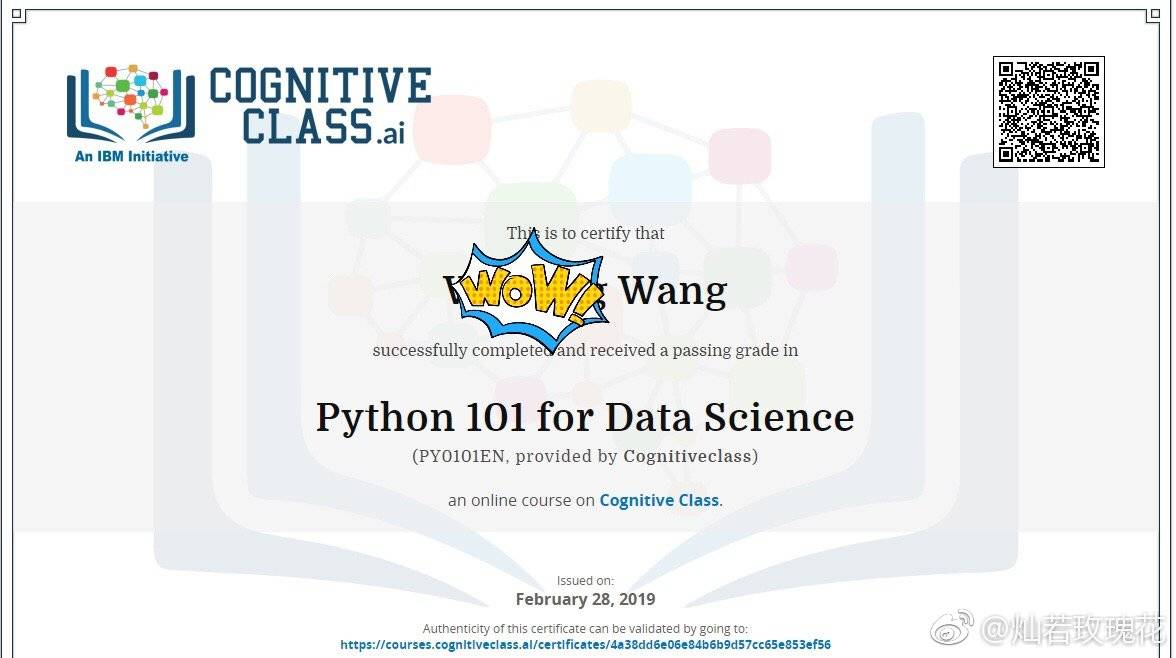 COGNITIVE
CLASS.ai
An IBM Initiative
This is to certify that
WOW!
Wang
successfully completed and received a passing grade in
Python 101 for Data Science
(PY0101EN, provided by Cognitiveclass)
an online course on Cognitive Class.
Issued on:
February 28, 2019
Authenticity of this certificate can be validated by going to:
https://courses.cognitiveclass.ai/certificates/4a38dd6e06e84b6b9d57cc65e853ef56
@灿若玫瑰花